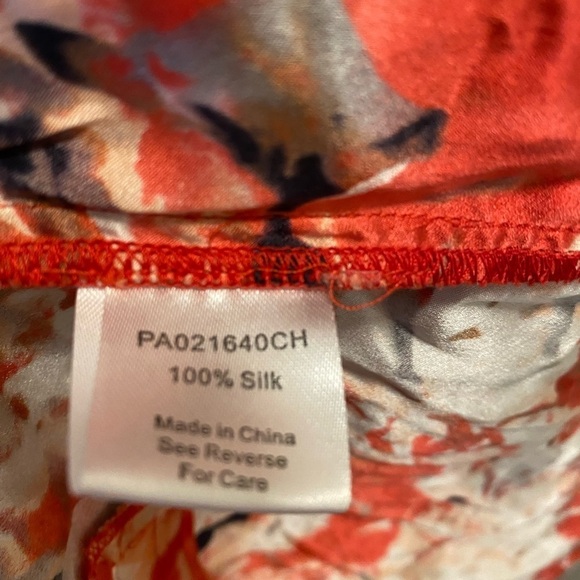 PA021640CH
100% Silk
Made in China
See Reverse
For Care